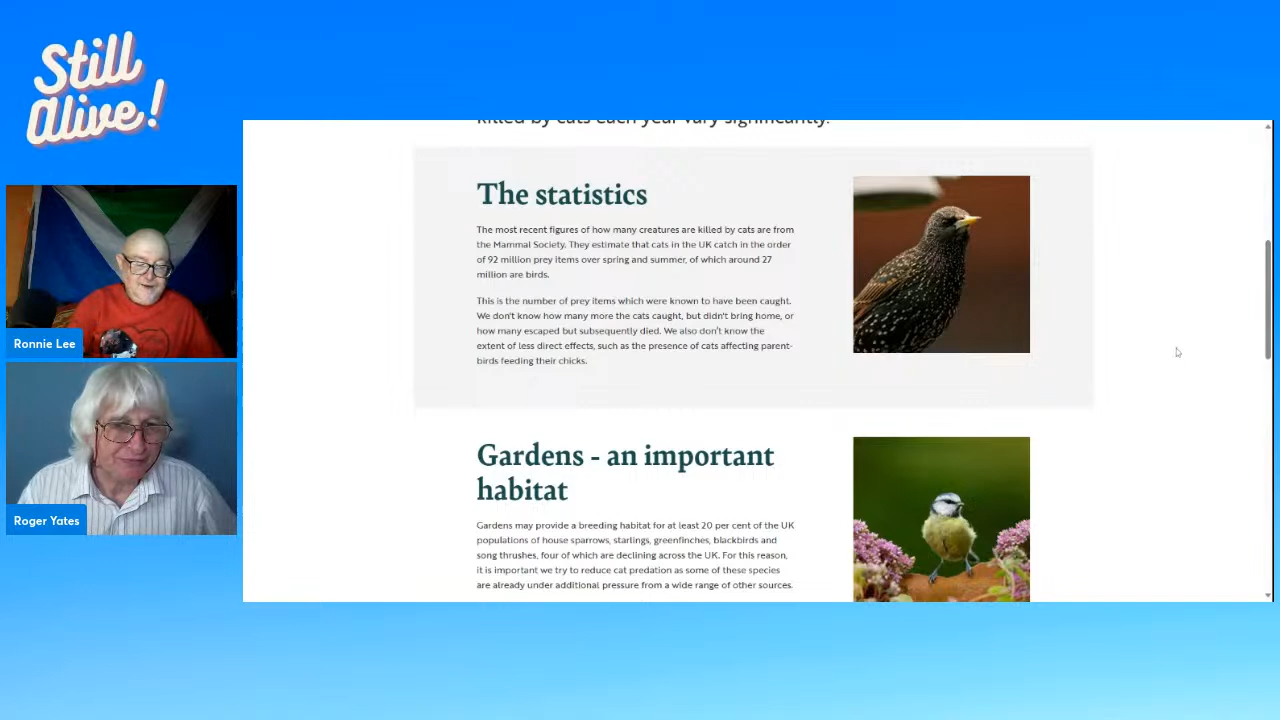 Still
Alive!
Ronnie Lee
Roger Yates
killed by cats each year vary significantly.
The statistics
The most recent figures of how many creatures are killed by cats are from
the Mammal Society. They estimate that cats in the UK catch in the order
of 92 million prey items over spring and summer, of which around 27
million are birds.
This is the number of prey items which were known to have been caught.
We don't know how many more the cats caught, but didn't bring home, or
how many escaped but subsequently died. We also don't know the
extent of less direct effects, such as the presence of cats affecting parent-
birds feeding their chicks.
Gardens - an important
habitat
Gardens may provide a breeding habitat for at least 20 per cent of the UK
populations of house sparrows, starlings, greenfinches, blackbirds and
song thrushes, four of which are declining across the UK. For this reason,
it is important we try to reduce cat predation as some of these species
are already under additional pressure from a wide range of other sources.